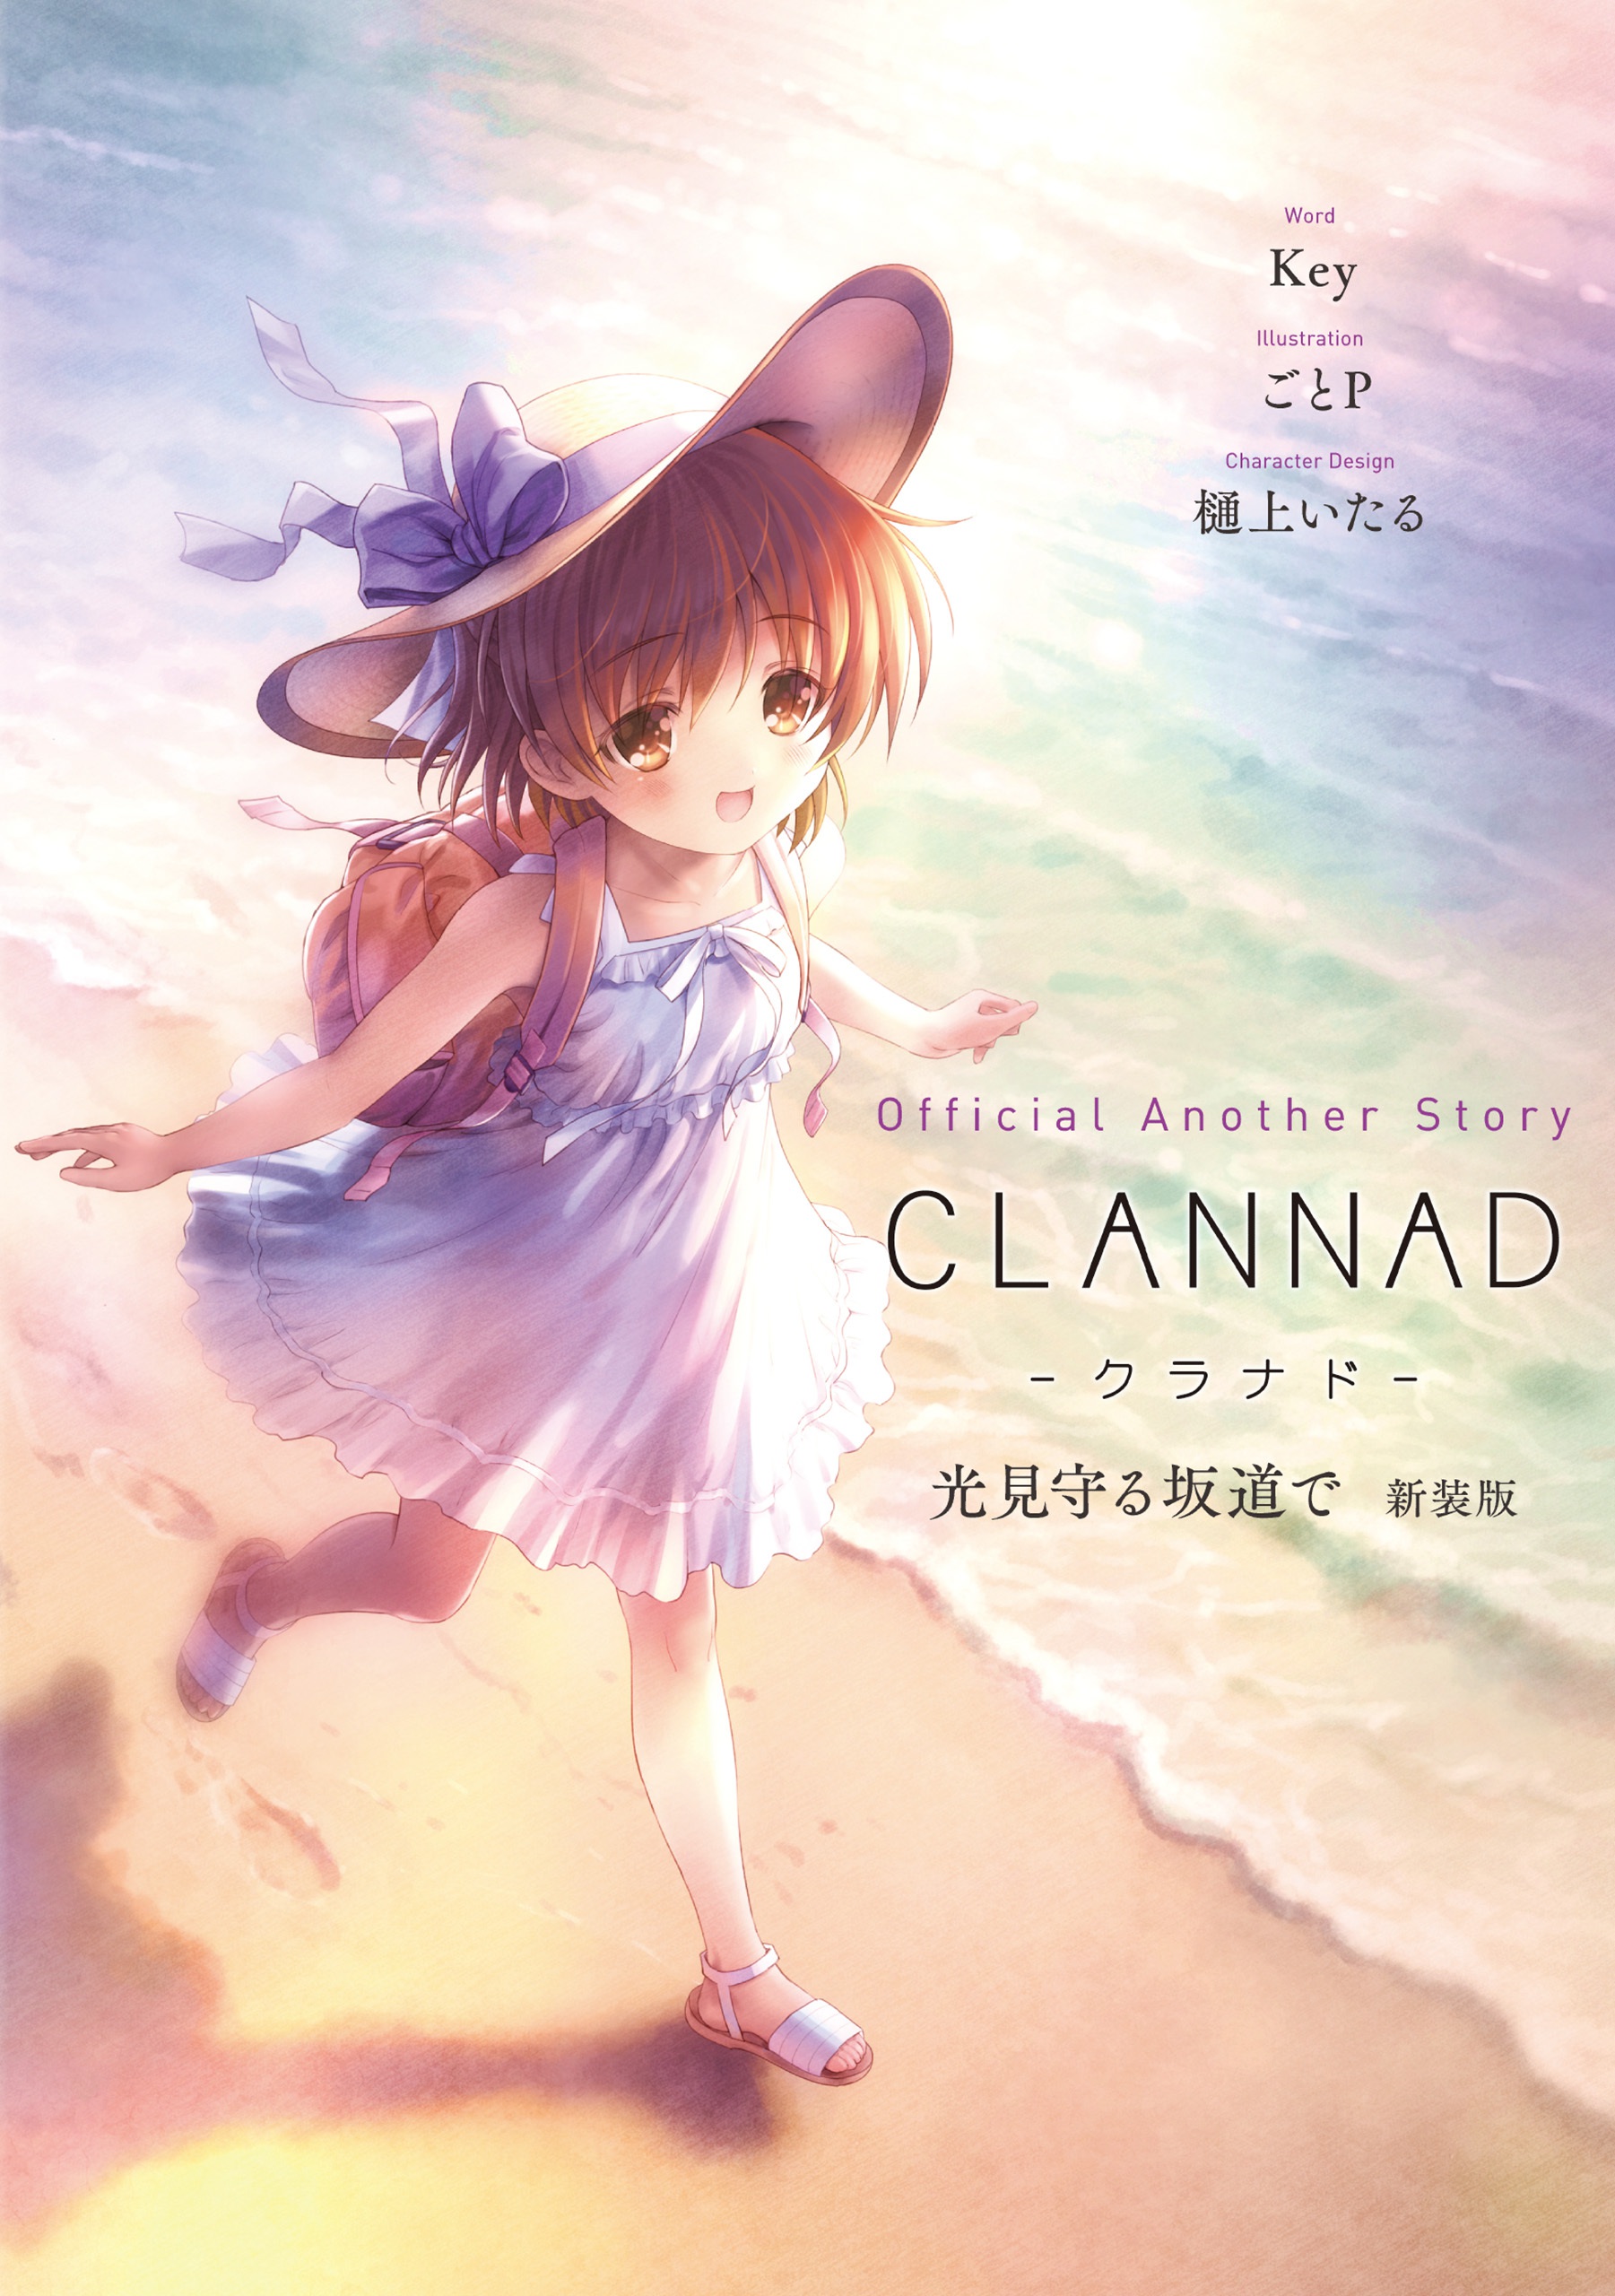 Word
Key
Illustration
ごとP
Character Design
樋上いたる
Official Another Story
CLANNAD
-クラナド-
光見守る坂道で 新装版